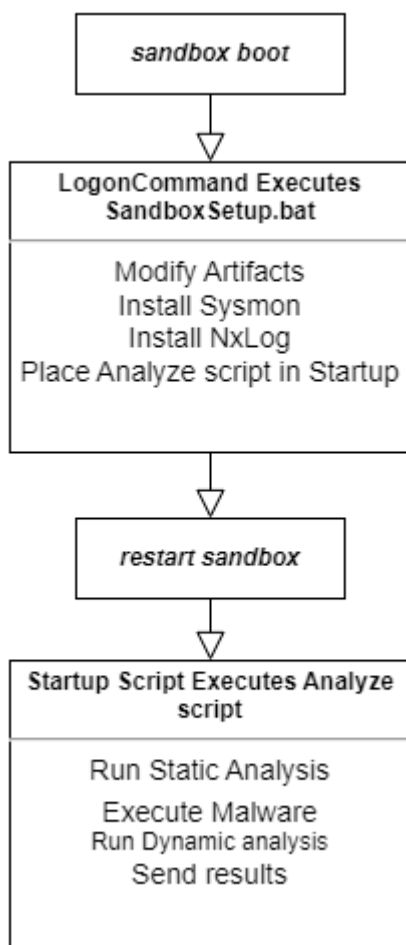 sandbox boot
LogonCommand Executes
SandboxSetup.bat
Modify Artifacts
Install Sysmon
Install NxLog
Place Analyze script in Startup
restart sandbox
Startup Script Executes Analyze
script
Run Static Analysis
Execute Malware
Run Dynamic analysis
Send results